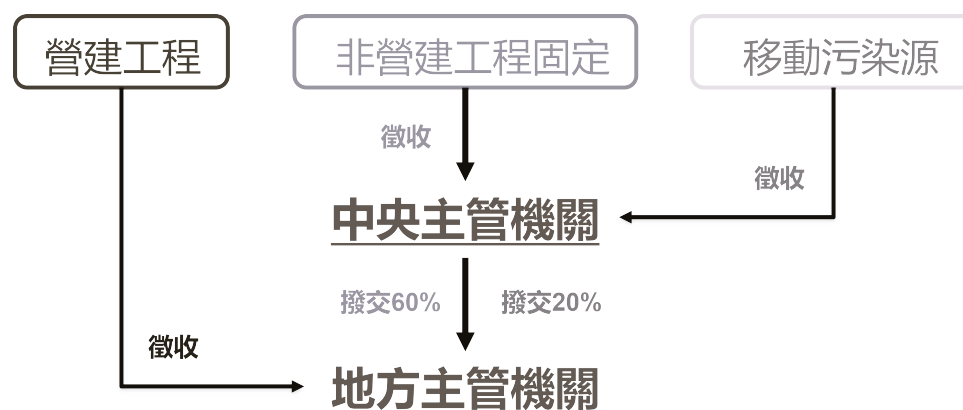 營建工程
非營建工程固定
移動污染源
徵收
徵收
中央主管機關
撥交60%
撥交20%
徵收
地方主管機關